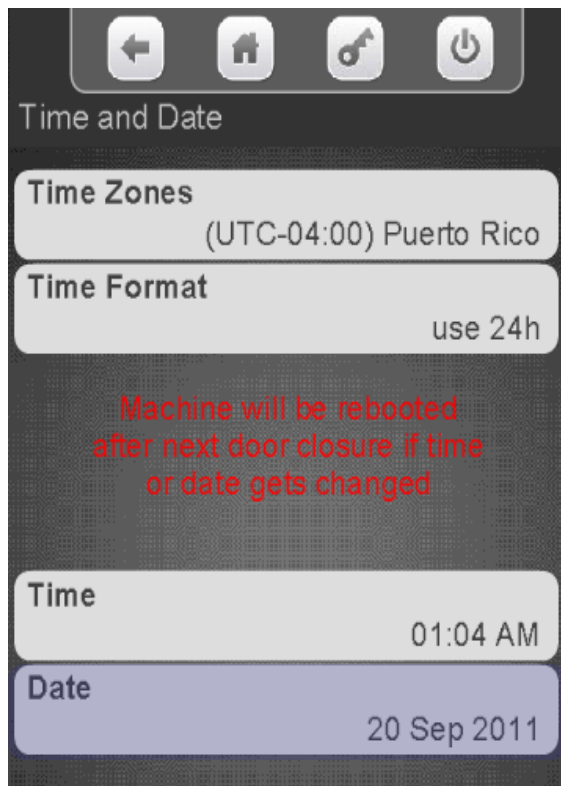 Time and Date
Time Zones
(UTC-04:00) Puerto Rico
Time Format
use 24h
Machine will be rebooted
after next door closure if time
or date gets changed
Time
01:04 AM
Date
20 Sep 2011